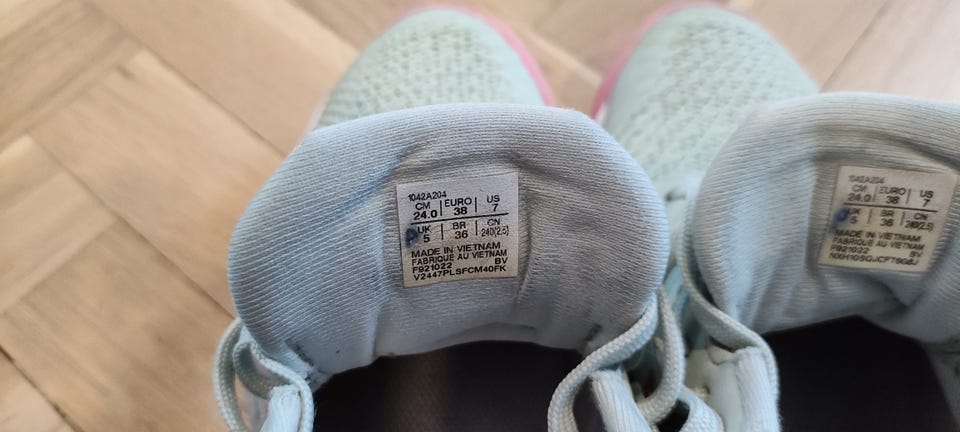 1042A204
CM EURO US
24.0 38 7
UK BR CN
5 36 240(2.5)
MADE IN VIETNAM
FABRIQUE AU VIETNAM
F921022 BV
V2447PLSFCM40FK
1042A204
CM EURO US
24.0 38 7
UK BR CN
5 36 240(2.5)
MADE IN VIETNAM
FABRIQUE AU VIETNAM
F921022 BV